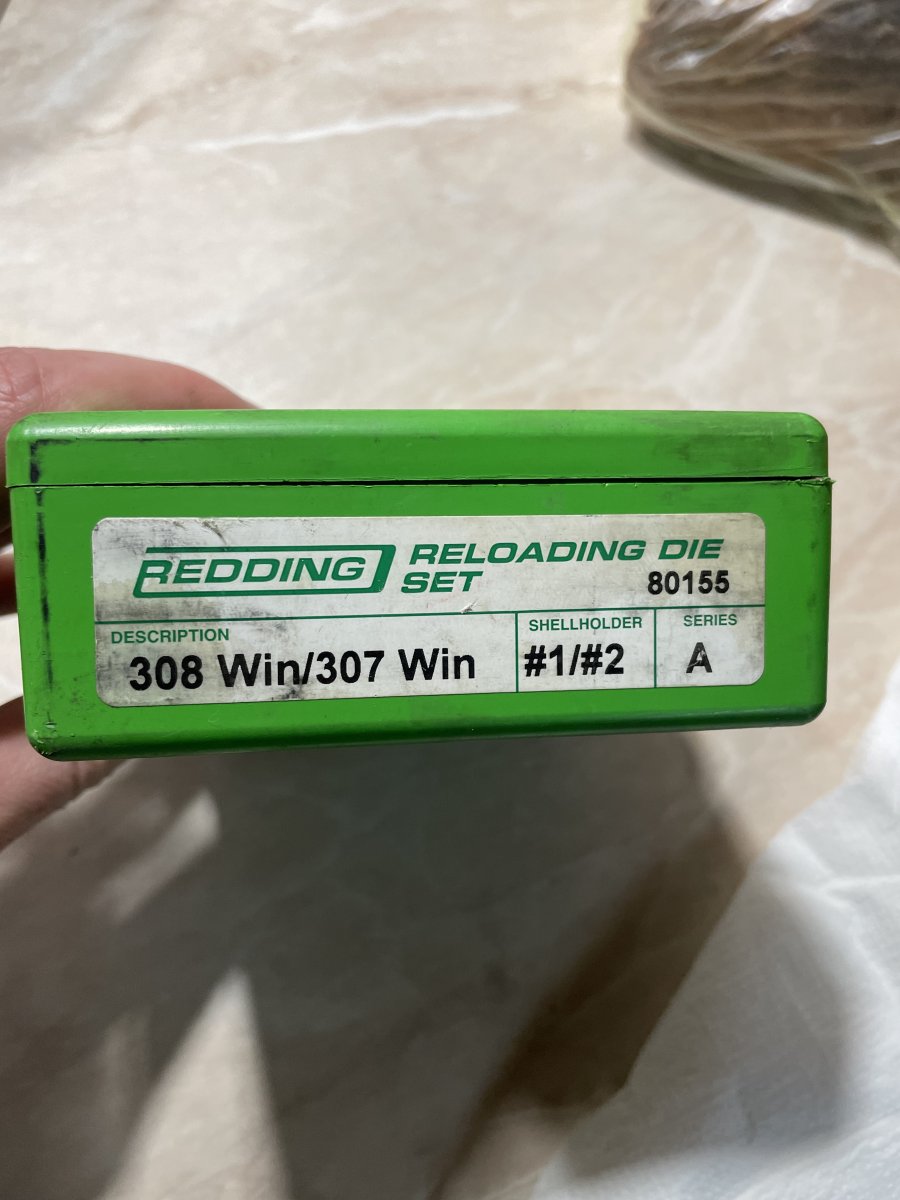 REDDING RELOADING DIE
SET 80155
DESCRIPTION SHELLHOLDER SERIES
308 Win/307 Win #1/#2 A